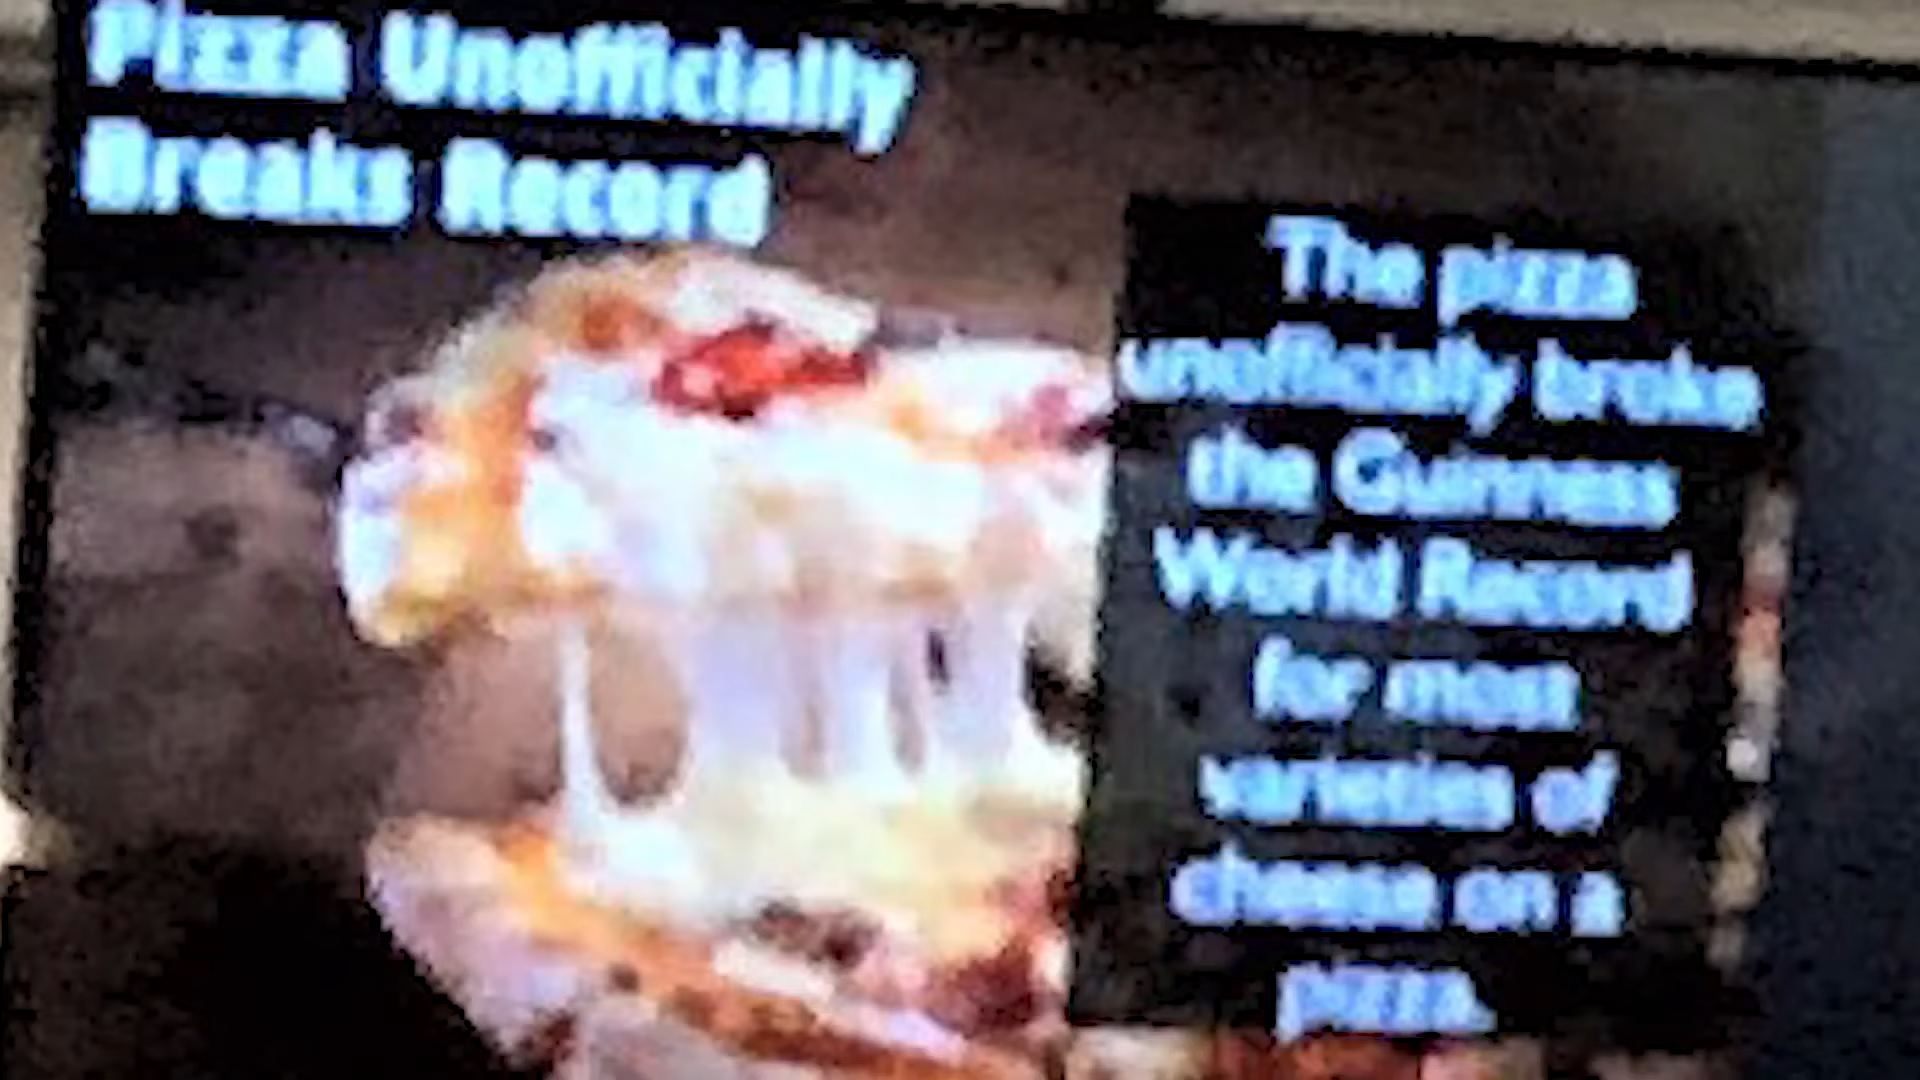 Pizza Unofficially
Breaks Record
The pizza
unofficially broke
the Guinness
World Record
for most
varieties of
cheese on a
pizza.